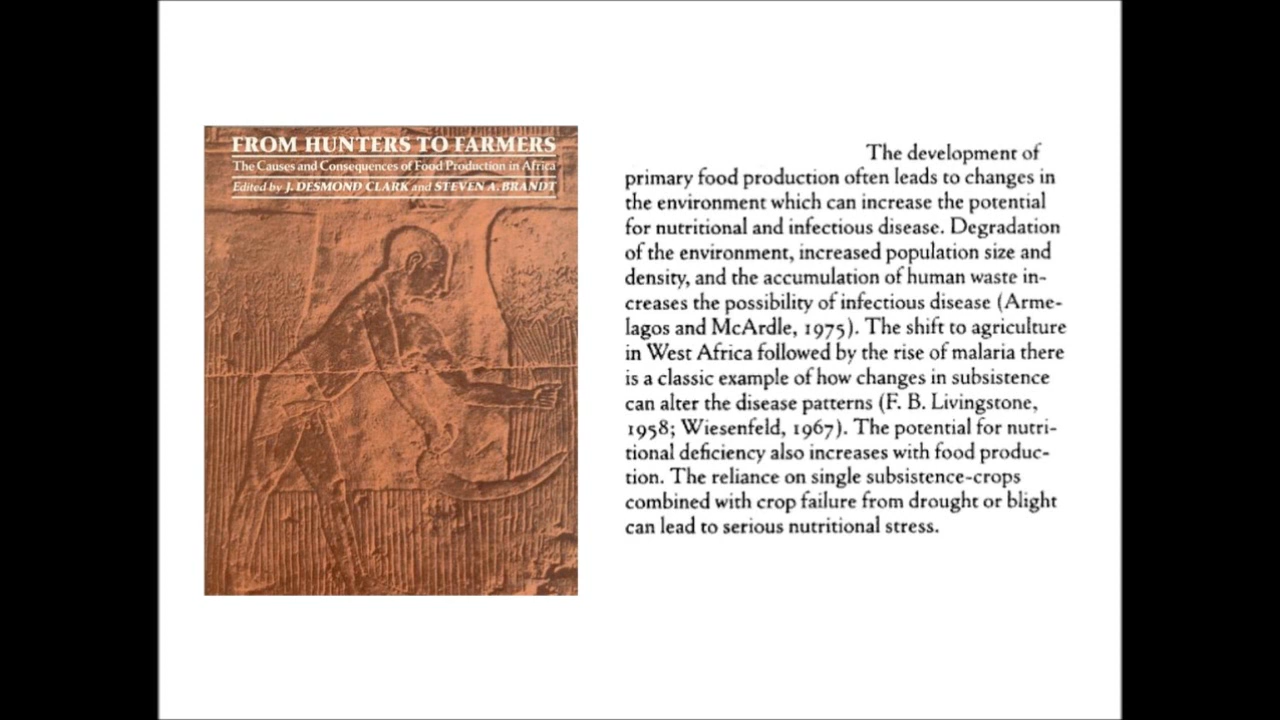 FROM HUNTERS TO FARMERS
The Causes and Consequences of Food Production in Africa
Edited by J. DESMOND CLARK and STEVEN A. BRANDT
The development of
primary food production often leads to changes in
the environment which can increase the potential
for nutritional and infectious disease. Degradation
of the environment, increased population size and
density, and the accumulation of human waste in-
creases the possibility of infectious disease (Arme-
lagos and McArdle, 1975). The shift to agriculture
in West Africa followed by the rise of malaria there
is a classic example of how changes in subsistence
can alter the disease patterns (F. B. Livingstone,
1958; Wiesenfeld, 1967). The potential for nutri-
tional deficiency also increases with food produc-
tion. The reliance on single subsistence-crops
combined with crop failure from drought or blight
can lead to serious nutritional stress.